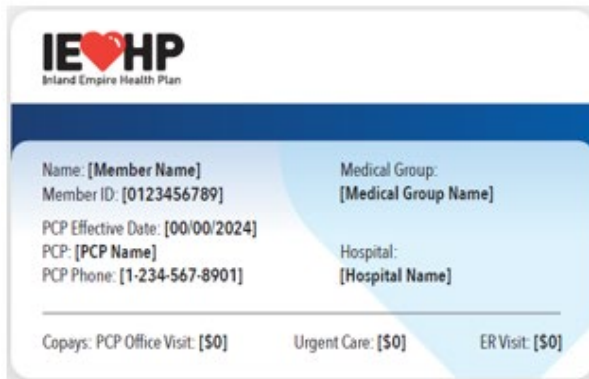 IEHP
Inland Empire Health Plan
Name: [Member Name]
Member ID: [0123456789]
PCP Effective Date: [00/00/2024]
PCP: [PCP Name]
PCP Phone: [1-234-567-8901]
Medical Group:
[Medical Group Name]
Hospital:
[Hospital Name]
Copays: PCP Office Visit: [$0] Urgent Care: [$0] ER Visit: [$0]